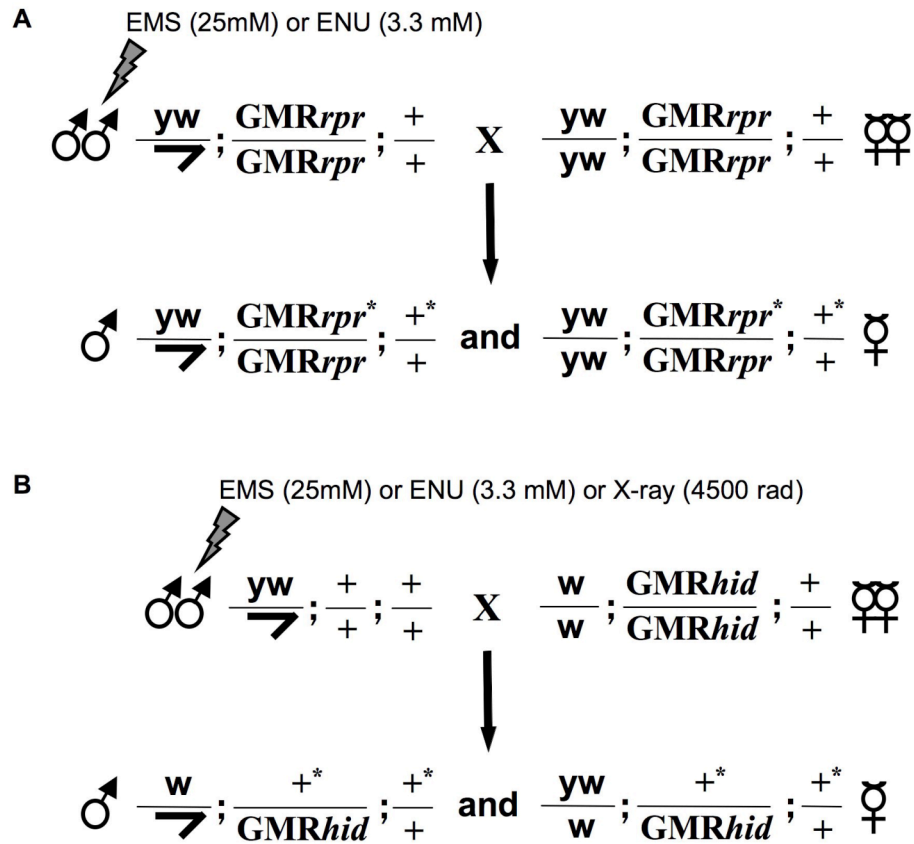 A
EMS (25mM) or ENU (3.3 mM)
yw ; GMRrpr ; + X yw ; GMRrpr ; +
GMRrpr + yw GMRrpr +
yw ; GMRrpr* ; +* and yw ; GMRrpr* ; +*
GMRrpr + yw GMRrpr +
B
EMS (25mM) or ENU (3.3 mM) or X-ray (4500 rad)
yw ; + ; + X w ; GMRhid ; +
+ + w GMRhid +
w ; +* ; +* and yw ; +* ; +*
GMRhid + w GMRhid +